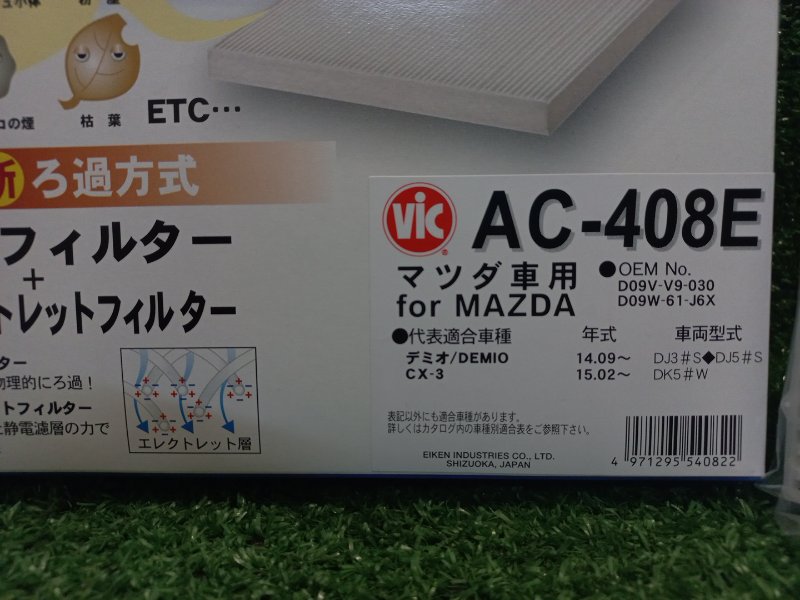 枯葉
ETC…
ろ過方式
フィルター
+
トレットフィルター
物理的にろ過！
ットフィルター
静電濾層の力で
エレクトレット層
VIC
AC-408E
マツダ車用
for MAZDA
●OEM No.
D09V-V9-030
D09W-61-J6X
●代表適合車種 年式 車両型式
デミオ/DEMIO 14.09～ DJ3#S◆DJ5#S
CX-3 15.02～ DK5#W
表記以外にも適合車種があります。
詳しくはカタログ内の車種別適合表をご参照下さい。
EIKEN INDUSTRIES CO., LTD.
SHIZUOKA, JAPAN
4 971295 540822